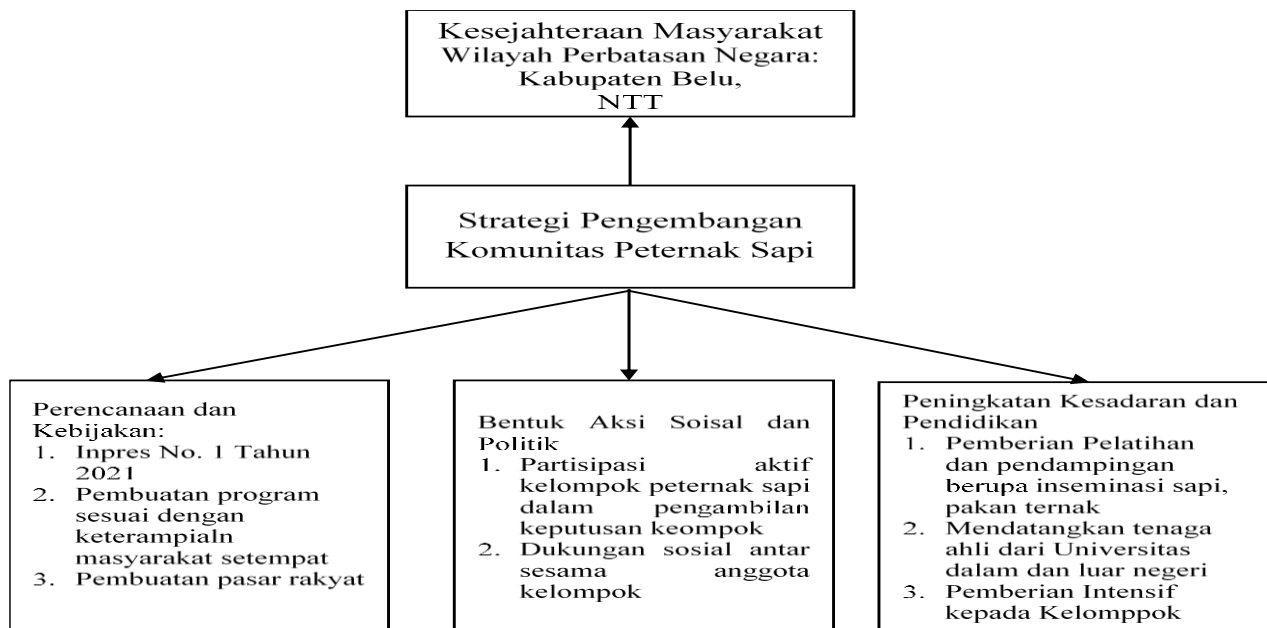 Kesejahteraan Masyarakat
Wilayah Perbatasan Negara:
Kabupaten Belu,
NTT
Strategi Pengembangan
Komunitas Peternak Sapi
Perencanaan dan
Kebijakan:
1. Inpres No. 1 Tahun
2021
2. Pembuatan program
sesuai dengan
keterampialn
masyarakat setempat
3. Pembuatan pasar rakyat
Bentuk Aksi Soisal dan
Politik
1. Partisipasi aktif
kelompok peternak sapi
dalam pengambilan
keputusan keompok
2. Dukungan sosial antar
sesama anggota
kelompok
Peningkatan Kesadaran dan
Pendidikan
1. Pemberian Pelatihan
dan pendampingan
berupa inseminasi sapi,
pakan ternak
2. Mendatangkan tenaga
ahli dari Universitas
dalam dan luar negeri
3. Pemberian Intensif
kepada Kelomppok